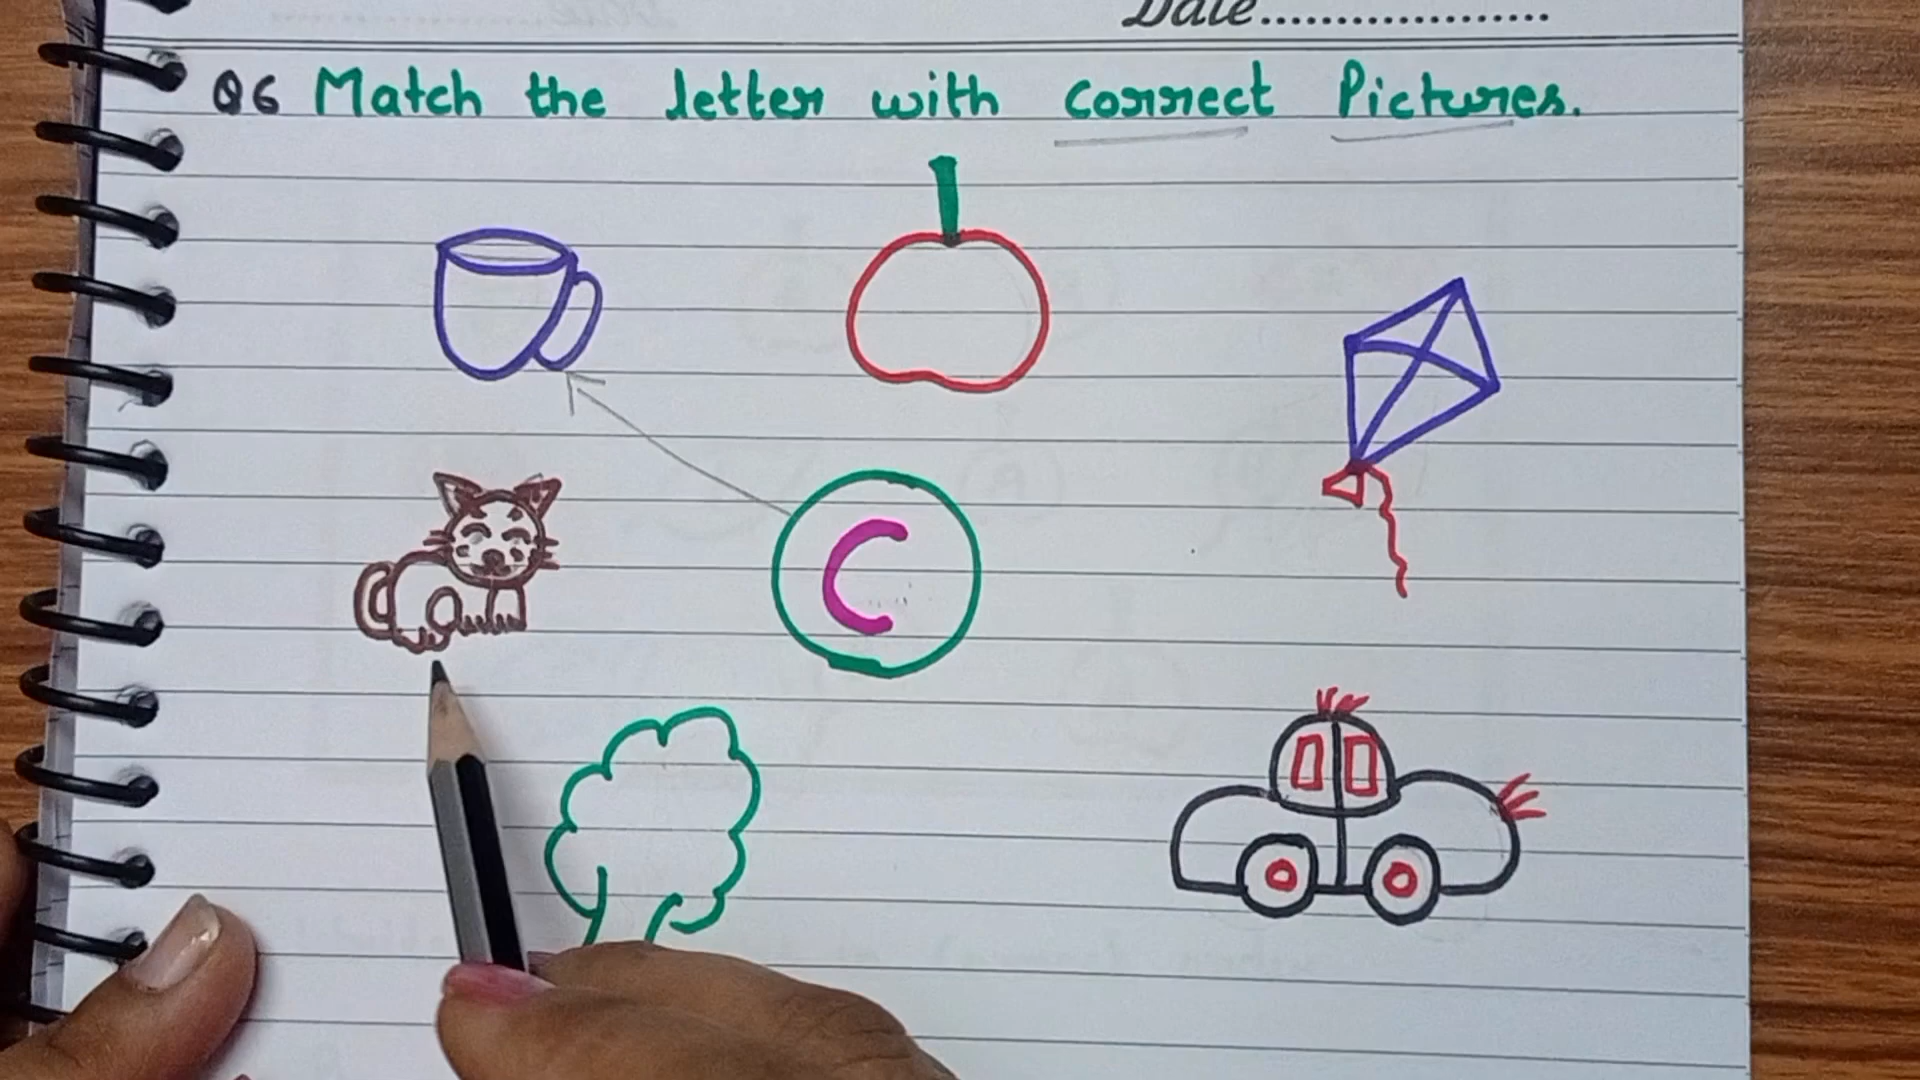 Date....................
Q6 Match the letter with correct Pictures.
C